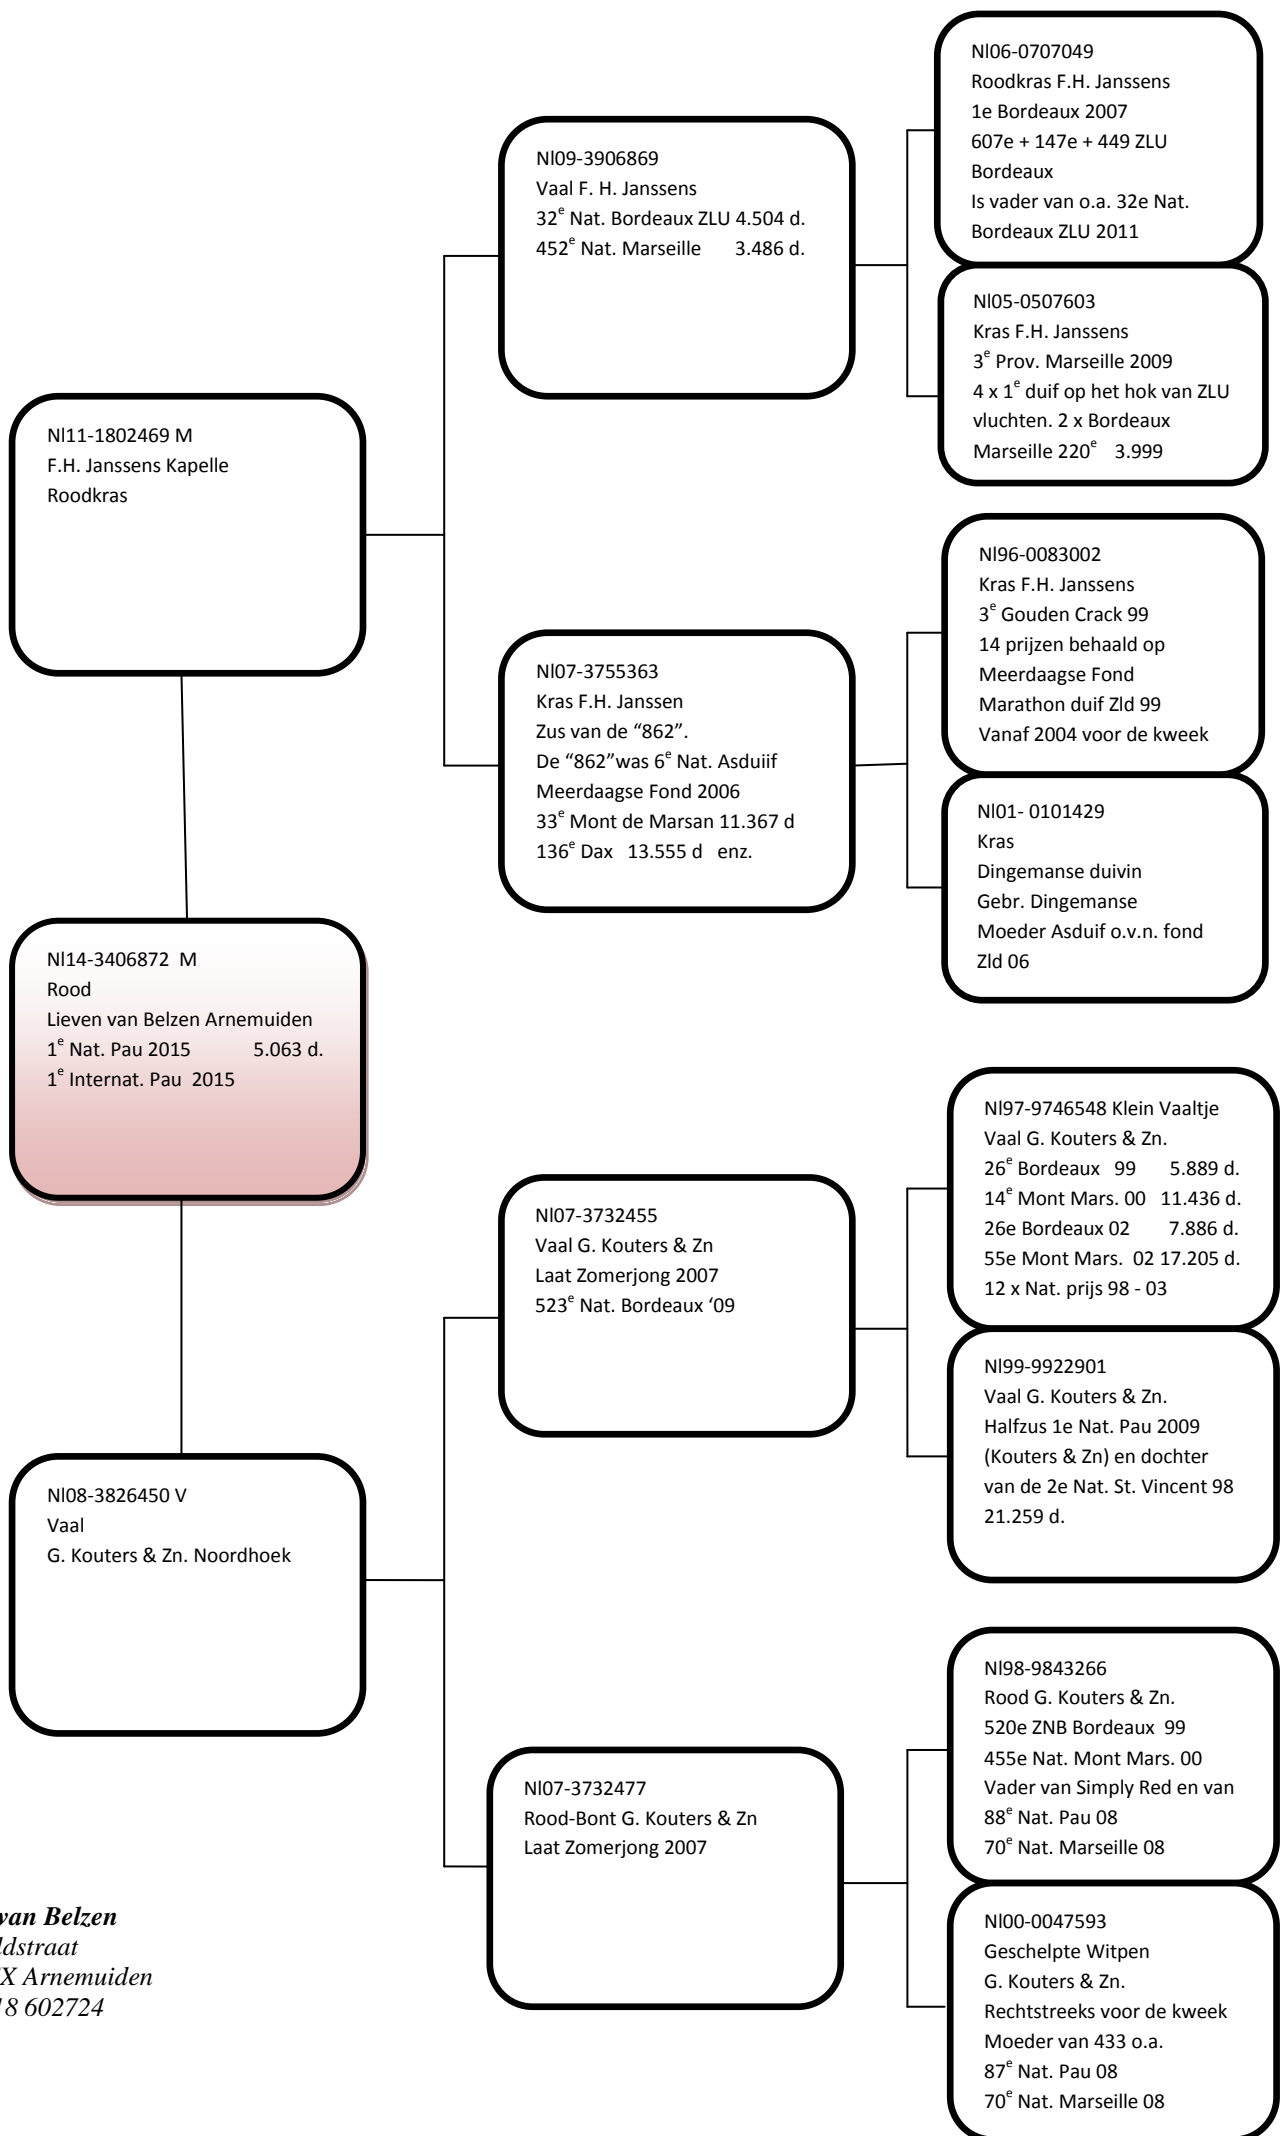 Nl06-0707049
Roodkras F.H. Janssens
1e Bordeaux 2007
607e + 147e + 449 ZLU
Bordeaux
Is vader van o.a. 32e Nat.
Bordeaux ZLU 2011
Nl09-3906869
Vaal F. H. Janssens
32e Nat. Bordeaux ZLU 4.504 d.
452e Nat. Marseille 3.486 d.
Nl05-0507603
Kras F.H. Janssens
3e Prov. Marseille 2009
4 x 1e duif op het hok van ZLU
vluchten. 2 x Bordeaux
Marseille 220e 3.999
Nl11-1802469 M
F.H. Janssens Kapelle
Roodkras
Nl96-0083002
Kras F.H. Janssens
3e Gouden Crack 99
14 prijzen behaald op
Meerdaagse Fond
Marathon duif Zld 99
Vanaf 2004 voor de kweek
Nl07-3755363
Kras F.H. Janssen
Zus van de “862”.
De “862”was 6e Nat. Asduiif
Meerdaagse Fond 2006
33e Mont de Marsan 11.367 d
136e Dax 13.555 d enz.
Nl01- 0101429
Kras
Dingemanse duivin
Gebr. Dingemanse
Moeder Asduif o.v.n. fond
Zld 06
Nl14-3406872 M
Rood
Lieven van Belzen Arnemuiden
1e Nat. Pau 2015 5.063 d.
1e Internat. Pau 2015
Nl97-9746548 Klein Vaaltje
Vaal G. Kouters & Zn.
26e Bordeaux 99 5.889 d.
14e Mont Mars. 00 11.436 d.
26e Bordeaux 02 7.886 d.
55e Mont Mars. 02 17.205 d.
12 x Nat. prijs 98 - 03
Nl07-3732455
Vaal G. Kouters & Zn
Laat Zomerjong 2007
523e Nat. Bordeaux ‘09
Nl99-9922901
Vaal G. Kouters & Zn.
Halfzus 1e Nat. Pau 2009
(Kouters & Zn) en dochter
van de 2e Nat. St. Vincent 98
21.259 d.
Nl08-3826450 V
Vaal
G. Kouters & Zn. Noordhoek
Nl98-9843266
Rood G. Kouters & Zn.
520e ZNB Bordeaux 99
455e Nat. Mont Mars. 00
Vader van Simply Red en van
88e Nat. Pau 08
70e Nat. Marseille 08
Nl07-3732477
Rood-Bont G. Kouters & Zn
Laat Zomerjong 2007
Nl00-0047593
Geschelpte Witpen
G. Kouters & Zn.
Rechtstreeks voor de kweek
Moeder van 433 o.a.
87e Nat. Pau 08
70e Nat. Marseille 08
van Belzen
ldstraat
X Arnemuiden
18 602724